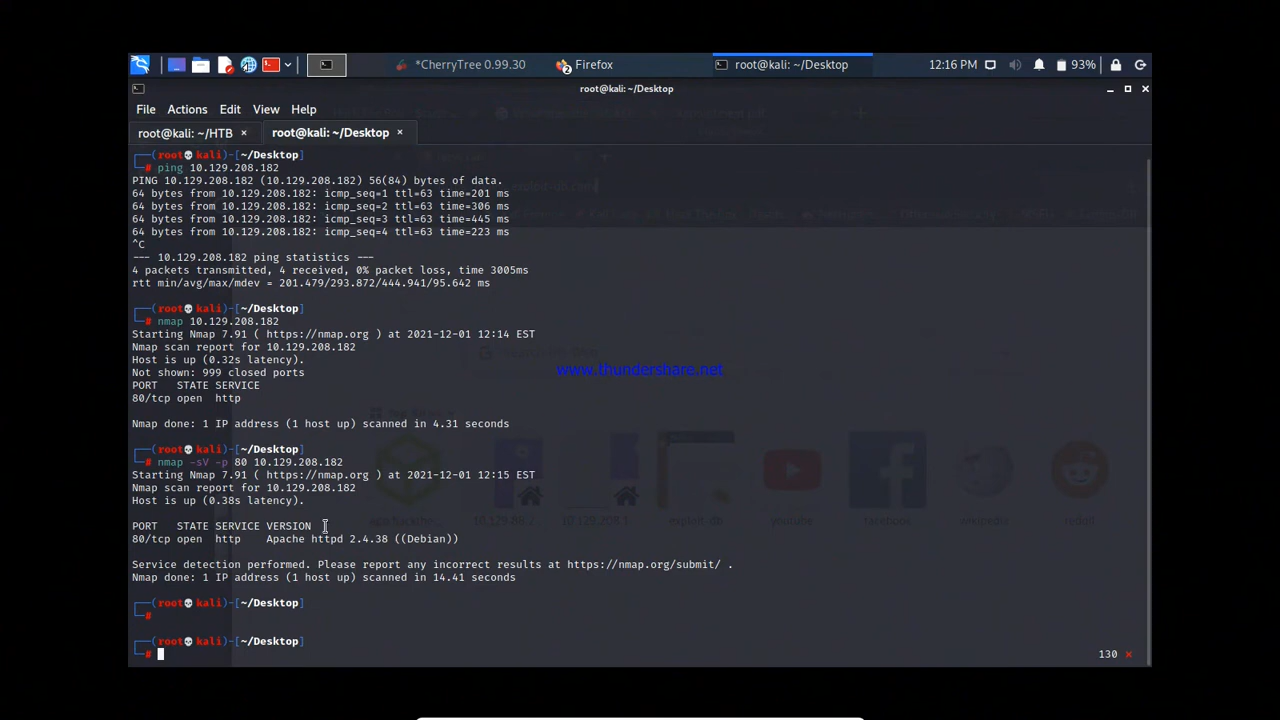 *CherryTree 0.99.30
2 Firefox
root@kali: ~/Desktop
12:16 PM
93%
root@kali: ~/Desktop
File Actions Edit View Help
root@kali: ~/HTB ×
root@kali: ~/Desktop ×
┌──(root💀kali)-[~/Desktop]
└─# ping 10.129.208.182
PING 10.129.208.182 (10.129.208.182) 56(84) bytes of data.
64 bytes from 10.129.208.182: icmp_seq=1 ttl=63 time=201 ms
64 bytes from 10.129.208.182: icmp_seq=2 ttl=63 time=306 ms
64 bytes from 10.129.208.182: icmp_seq=3 ttl=63 time=445 ms
64 bytes from 10.129.208.182: icmp_seq=4 ttl=63 time=223 ms
^C
--- 10.129.208.182 ping statistics ---
4 packets transmitted, 4 received, 0% packet loss, time 3005ms
rtt min/avg/max/mdev = 201.479/293.872/444.941/95.642 ms
┌──(root💀kali)-[~/Desktop]
└─# nmap 10.129.208.182
Starting Nmap 7.91 ( https://nmap.org ) at 2021-12-01 12:14 EST
Nmap scan report for 10.129.208.182
Host is up (0.32s latency).
Not shown: 999 closed ports
PORT   STATE SERVICE
80/tcp open  http
www.thundershare.net
Nmap done: 1 IP address (1 host up) scanned in 4.31 seconds
┌──(root💀kali)-[~/Desktop]
└─# nmap -sV -p 80 10.129.208.182
Starting Nmap 7.91 ( https://nmap.org ) at 2021-12-01 12:15 EST
Nmap scan report for 10.129.208.182
Host is up (0.38s latency).
PORT   STATE SERVICE VERSION
80/tcp open  http    Apache httpd 2.4.38 ((Debian))
exploit-db
youtube
facebook
wikipedia
reddit
Service detection performed. Please report any incorrect results at https://nmap.org/submit/ .
Nmap done: 1 IP address (1 host up) scanned in 14.41 seconds
┌──(root💀kali)-[~/Desktop]
└─#
┌──(root💀kali)-[~/Desktop]
└─#
130 ×